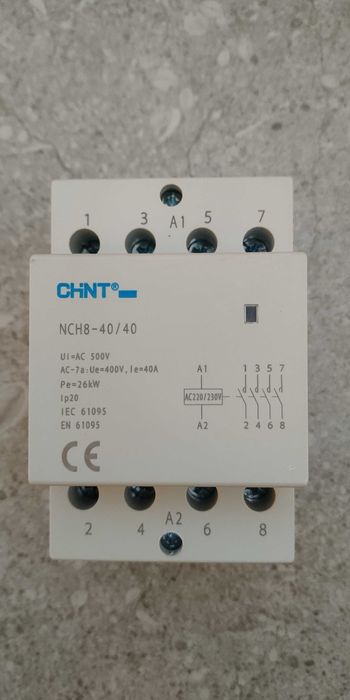 1 3 A1 5 7
CHNT®
NCH8-40/40
Ui=AC 500V
AC-7a:Ue=400V, Ie=40A
Pe=26kW
Ip20
IEC 61095
EN 61095
CE
A1 1 3 5 7
AC220/230V
A2 2 4 6 8
2 4 A2 6 8